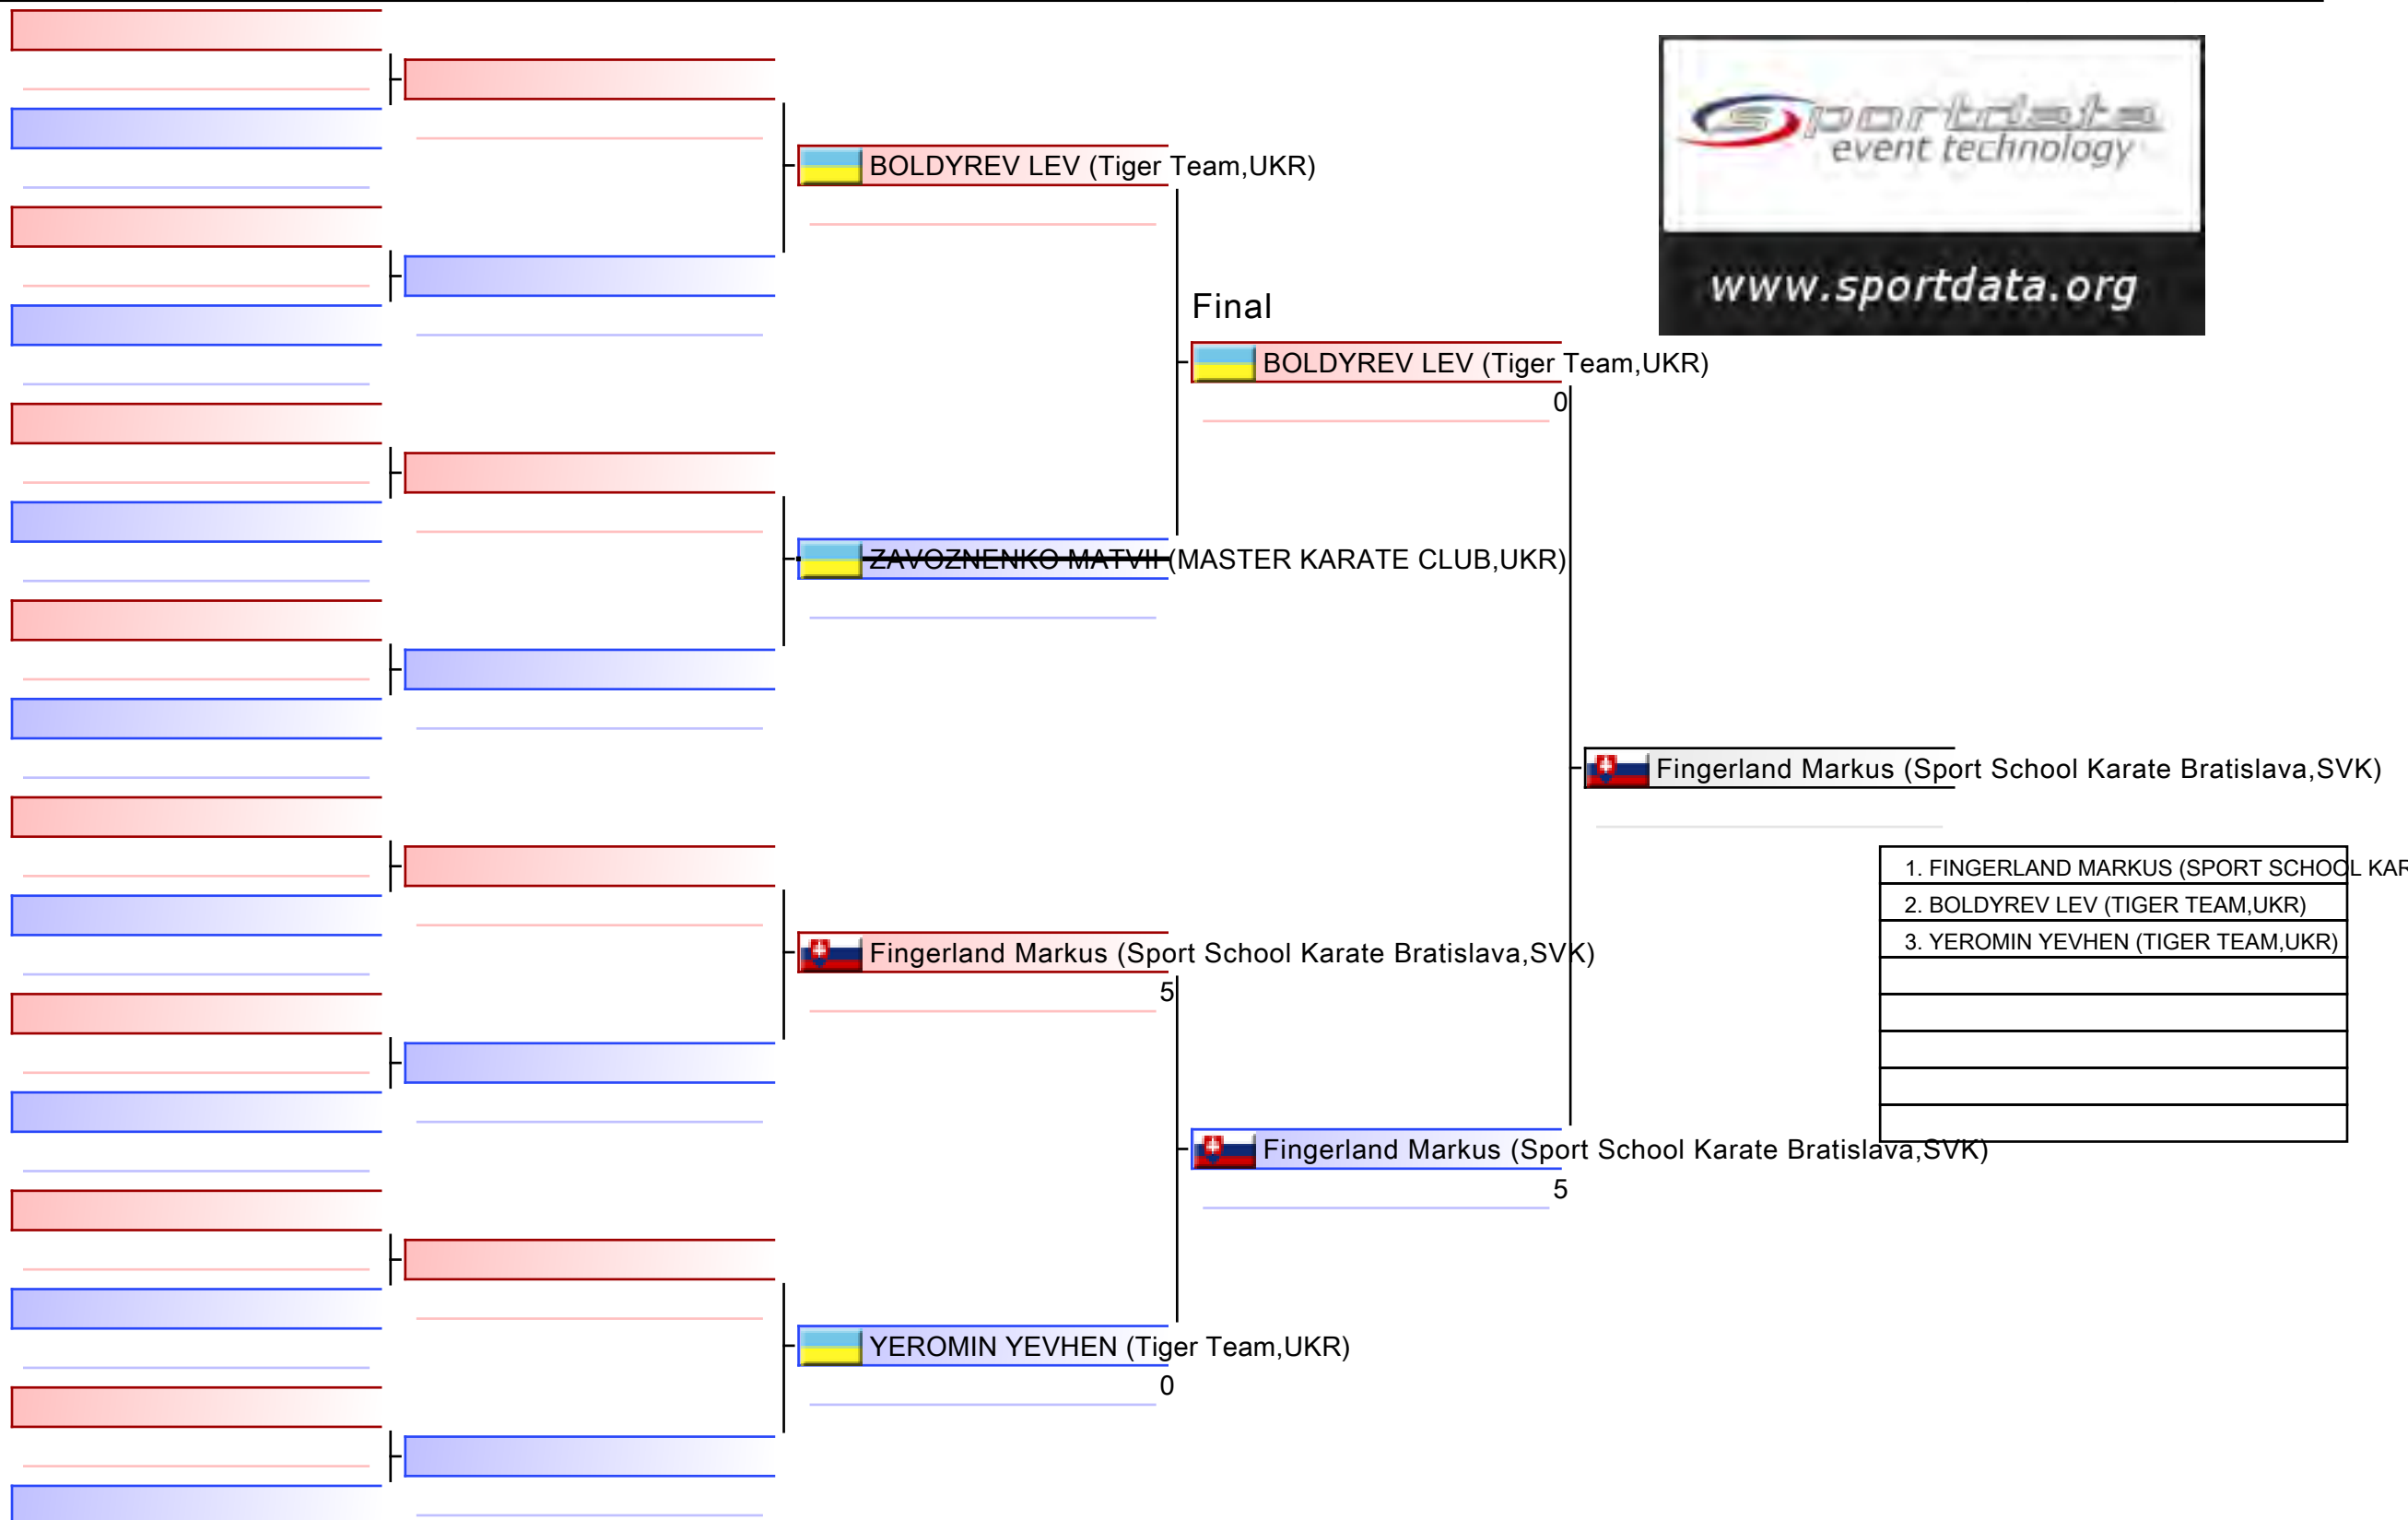 sportdata
event technology
www.sportdata.org
BOLDYREV LEV (Tiger Team,UKR)
Final
BOLDYREV LEV (Tiger Team,UKR)
0
ZAVOZNENKO MATVII (MASTER KARATE CLUB,UKR)
Fingerland Markus (Sport School Karate Bratislava,SVK)
1. FINGERLAND MARKUS (SPORT SCHOOL KAR
2. BOLDYREV LEV (TIGER TEAM,UKR)
3. YEROMIN YEVHEN (TIGER TEAM,UKR)
Fingerland Markus (Sport School Karate Bratislava,SVK)
5
Fingerland Markus (Sport School Karate Bratislava,SVK)
5
YEROMIN YEVHEN (Tiger Team,UKR)
0